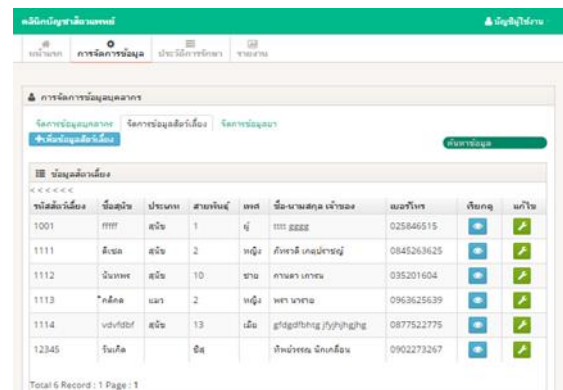 คลินิกบัญชาสัตวแพทย์ บัญชีผู้ใช้งาน
หน้าแรก การจัดการข้อมูล ประวัติการรักษา รายงาน
การจัดการข้อมูลบุคลากร
จัดการข้อมูลบุคลากร จัดการข้อมูลสัตว์เลี้ยง จัดการข้อมูลยา
เพิ่มข้อมูลสัตว์เลี้ยง ค้นหาข้อมูล
ข้อมูลสัตวเลี้ยง
< < < < < <
รหัสสัตว์เลี้ยง ชื่อสุนัข ประเภท สายพันธุ์ เพศ ชื่อ-นามสกุล เจ้าของ เบอร์โทร เรียกดู แก้ไข
1001 fffff สุนัข 1 ผู้ tttt gggg 025846515
1111 ดีเซล สุนัข 2 หญิง 0845263625
1112 สุนัข 10 ชาย 035201604
1113 แมว 2 หญิง 0963625639
1114 vdvfdbf สุนัข 13 เมีย gfdgdfbhtg jfyjhjhgjhg 0877522775
12345 วันเกิด ชิสุ 0902273267
Total 6 Record : 1 Page : 1